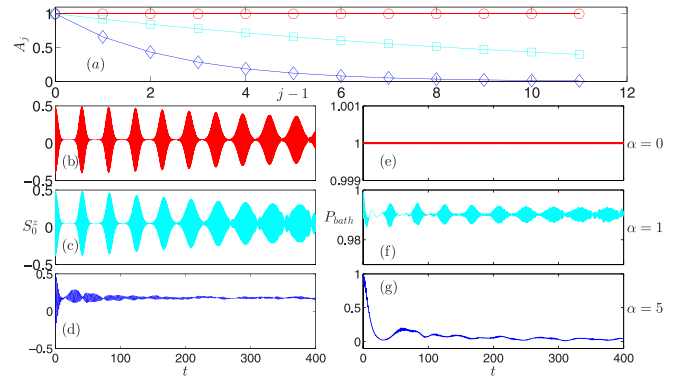 1
A_j
0.5
(a)
0
0 2 4 j − 1 6 8 10 12
0.5
0
(b)
-0.5
1.001
1
(e)
0.999
α = 0
0.5
S_0^z 0
(c)
-0.5
1
P_bath
0.98
(f)
α = 1
0.5
0
(d)
-0.5
0 100 200 300 400
t
1
(g)
0.5
0
0 100 200 300 400
t
α = 5